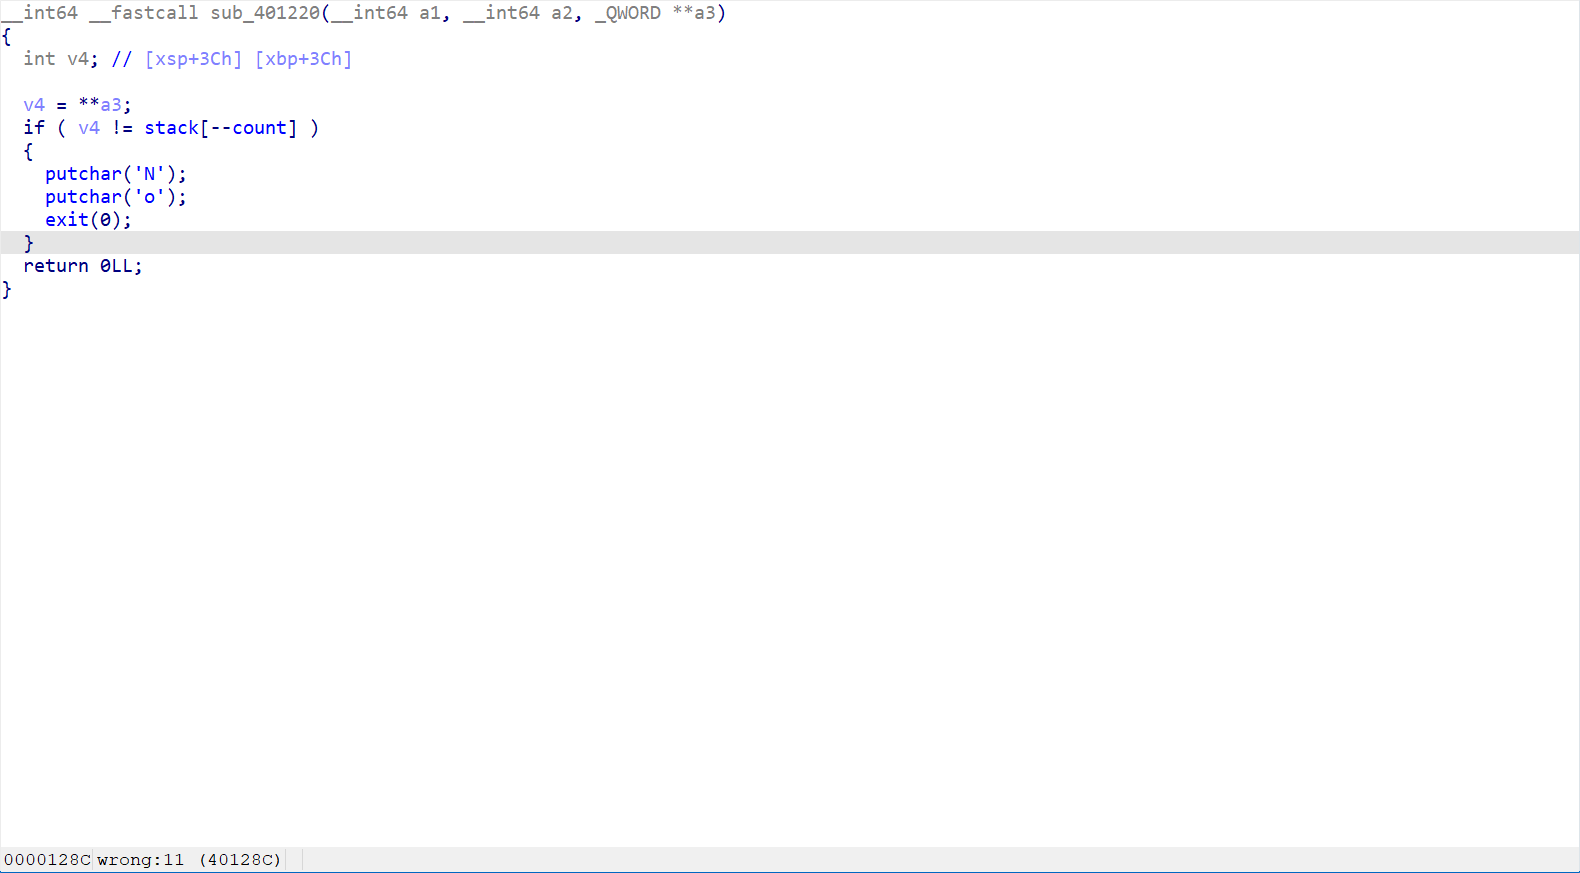 __int64 __fastcall sub_401220(__int64 a1, __int64 a2, _QWORD **a3)
{
  int v4; // [xsp+3Ch] [xbp+3Ch]

  v4 = **a3;
  if ( v4 != stack[--count] )
  {
    putchar('N');
    putchar('o');
    exit(0);
  }
  return 0LL;
}
0000128C wrong:11 (40128C)